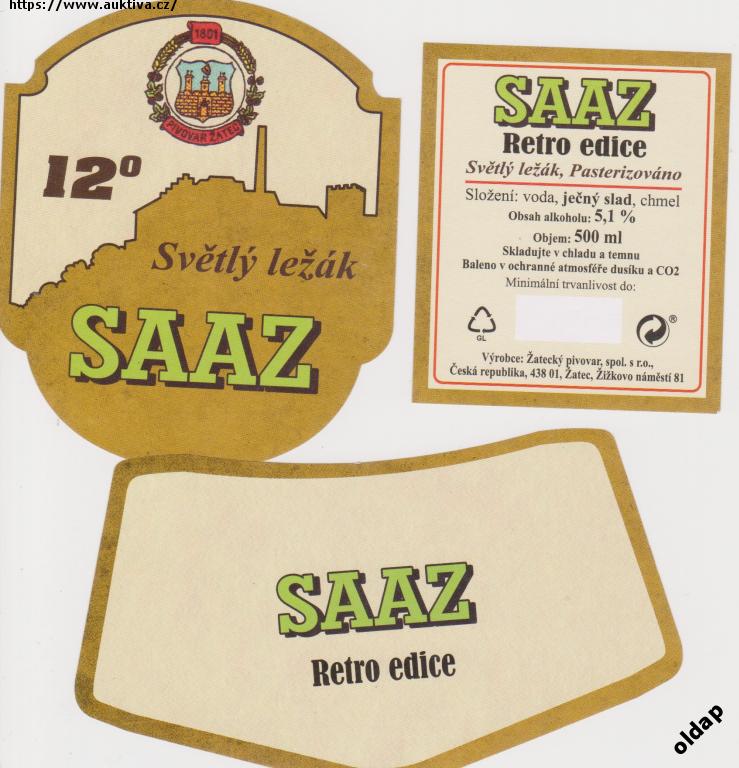 https://www.auktiva.cz/
1801
PIVOVAR ŽATEC
12º
Světlý ležák
SAAZ
SAAZ
Retro edice
Světlý ležák, Pasterizováno
Složení: voda, ječný slad, chmel
Obsah alkoholu: 5,1 %
Objem: 500 ml
Skladujte v chladu a temnu
Baleno v ochranné atmosféře dusíku a CO2
Minimální trvanlivost do:
GL
®
Výrobce: Žatecký pivovar, spol. s r.o.,
Česká republika, 438 01, Žatec, Žižkovo náměstí 81
SAAZ
Retro edice
oldap